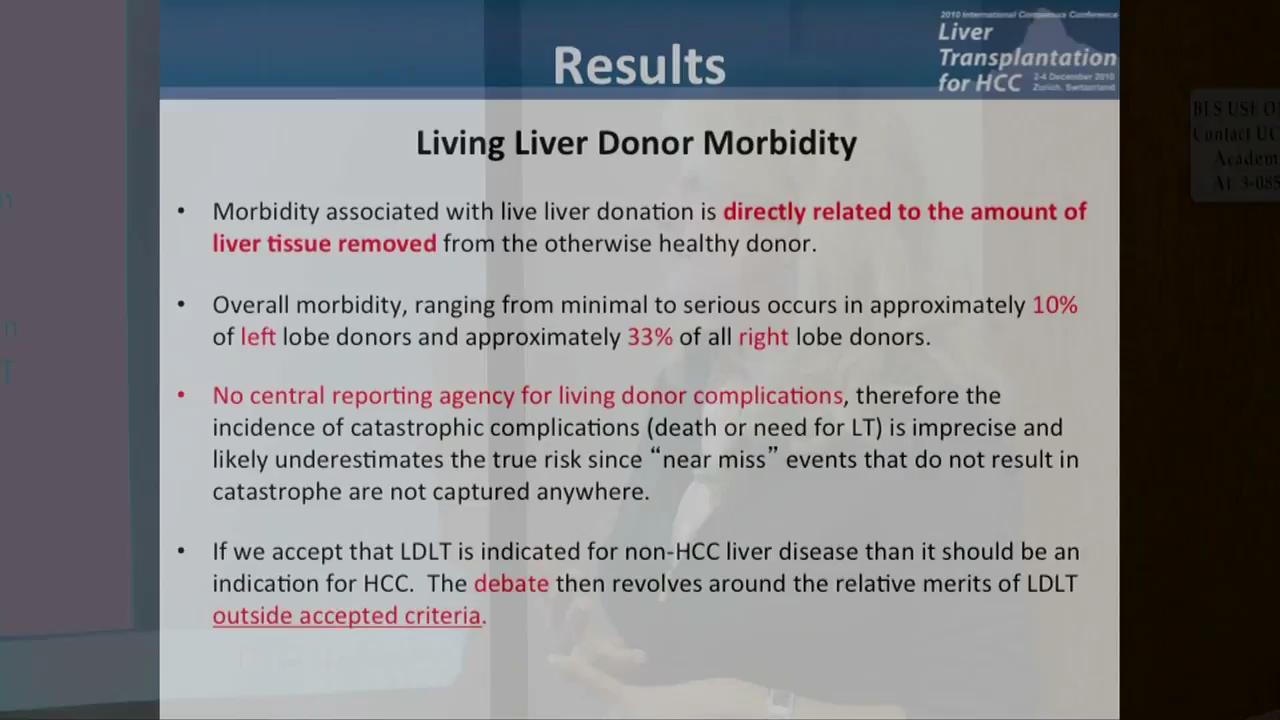 2010 International Consensus Conference
Liver
Transplantation
for HCC
2-4 December 2010
Zurich, Switzerland
Results
Living Liver Donor Morbidity
• Morbidity associated with live liver donation is directly related to the amount of
liver tissue removed from the otherwise healthy donor.
• Overall morbidity, ranging from minimal to serious occurs in approximately 10%
of left lobe donors and approximately 33% of all right lobe donors.
• No central reporting agency for living donor complications, therefore the
incidence of catastrophic complications (death or need for LT) is imprecise and
likely underestimates the true risk since “near miss” events that do not result in
catastrophe are not captured anywhere.
• If we accept that LDLT is indicated for non-HCC liver disease than it should be an
indication for HCC. The debate then revolves around the relative merits of LDLT
outside accepted criteria.
Contact